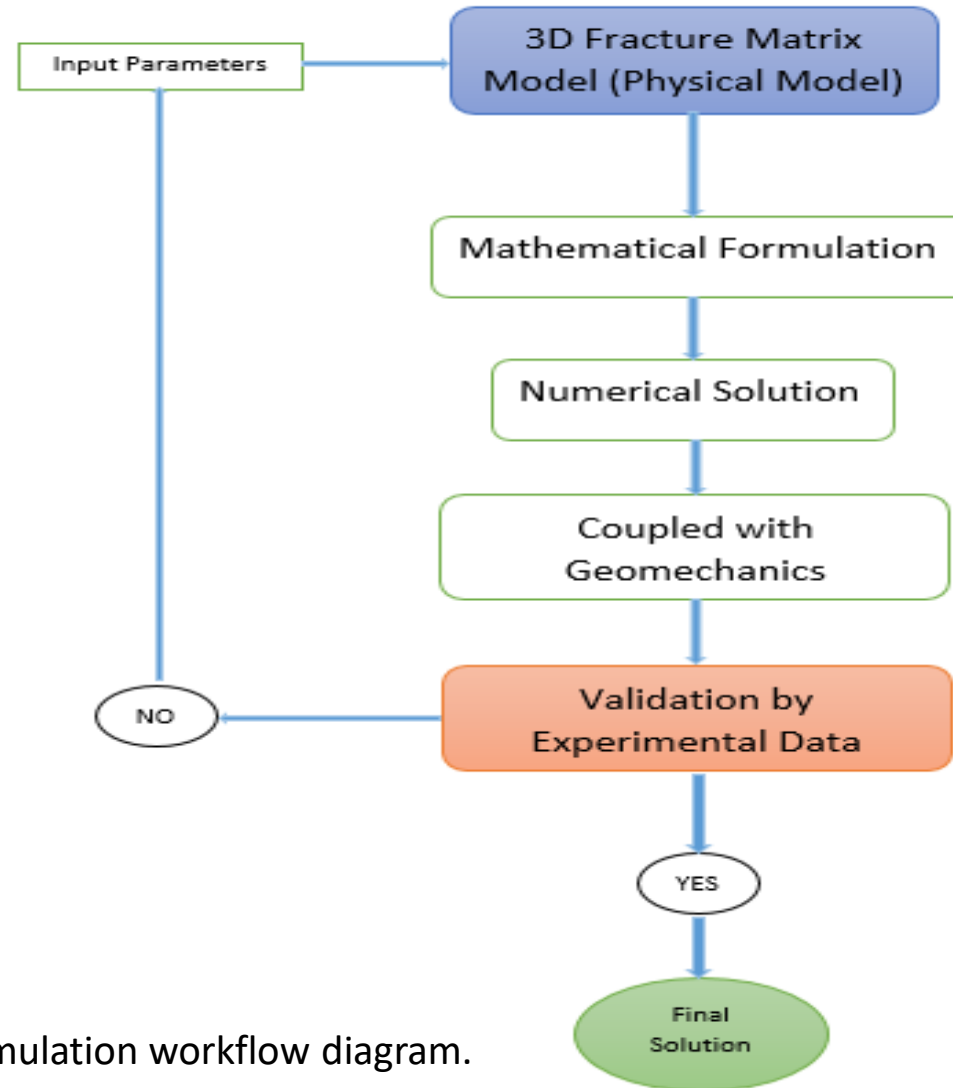 Input Parameters
3D Fracture Matrix
Model (Physical Model)
Mathematical Formulation
Numerical Solution
Coupled with
Geomechanics
Validation by
Experimental Data
NO
YES
Final
Solution
mulation workflow diagram.